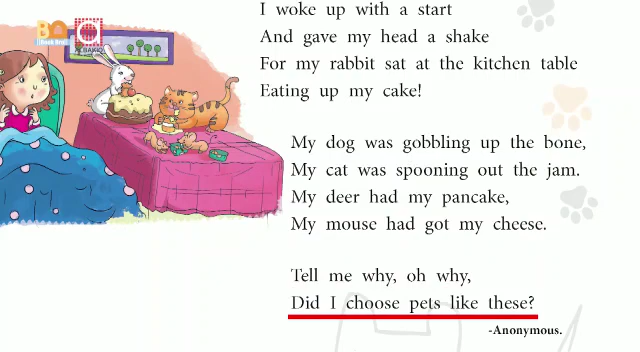 I woke up with a start
And gave my head a shake
For my rabbit sat at the kitchen table
Eating up my cake!
My dog was gobbling up the bone,
My cat was spooning out the jam.
My deer had my pancake,
My mouse had got my cheese.
Tell me why, oh why,
Did I choose pets like these?
-Anonymous.